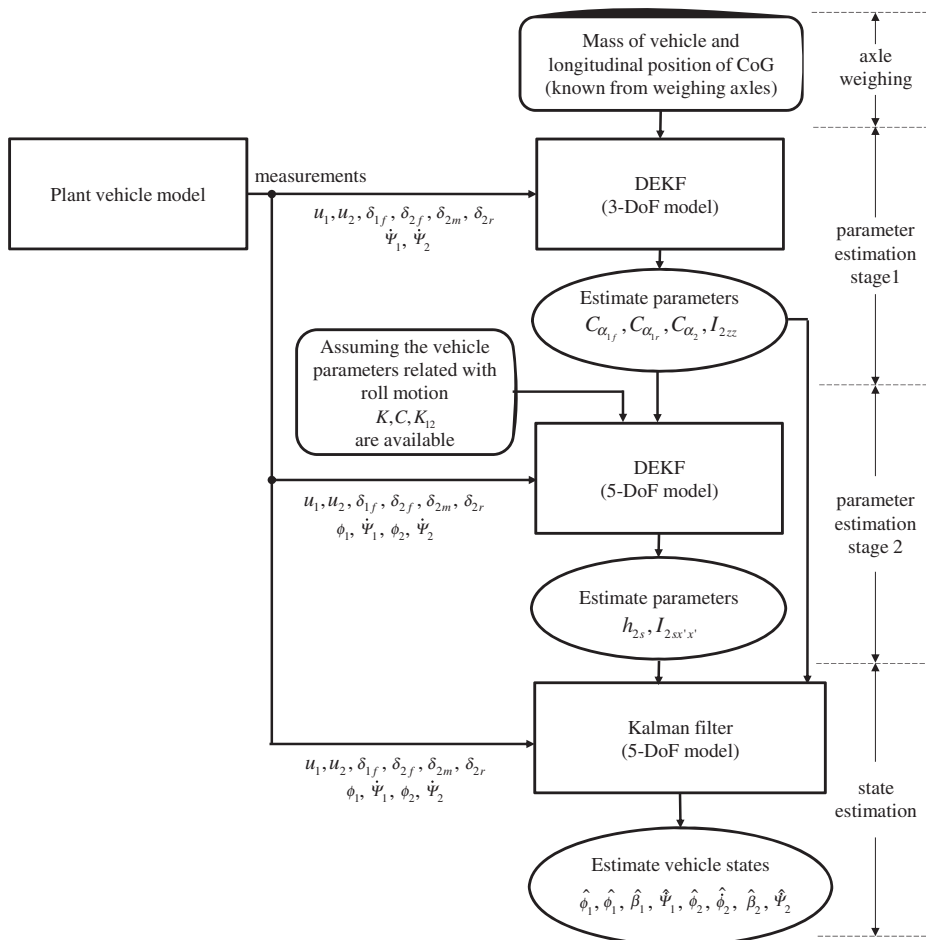 Mass of vehicle and
longitudinal position of CoG
(known from weighing axles)
axle
weighing
Plant vehicle model
measurements
u₁, u₂, δ₁f, δ₂f, δ₂m, δ₂r
Ψ̇₁, Ψ̇₂
DEKF
(3-DoF model)
parameter
estimation
stage1
Estimate parameters
C_α₁f, C_α₁r, C_α₂, I₂zz
Assuming the vehicle
parameters related with
roll motion
K, C, K₁₂
are available
DEKF
(5-DoF model)
u₁, u₂, δ₁f, δ₂f, δ₂m, δ₂r
ϕ₁, Ψ̇₁, ϕ₂, Ψ̇₂
parameter
estimation
stage 2
Estimate parameters
h₂s, I₂sx'x'
Kalman filter
(5-DoF model)
u₁, u₂, δ₁f, δ₂f, δ₂m, δ₂r
ϕ₁, Ψ̇₁, ϕ₂, Ψ̇₂
state
estimation
Estimate vehicle states
ϕ̂₁, ϕ̂₁, β̂₁, Ψ̇̂₁, ϕ̂₂, ϕ̇̂₂, β̂₂, Ψ̇̂₂